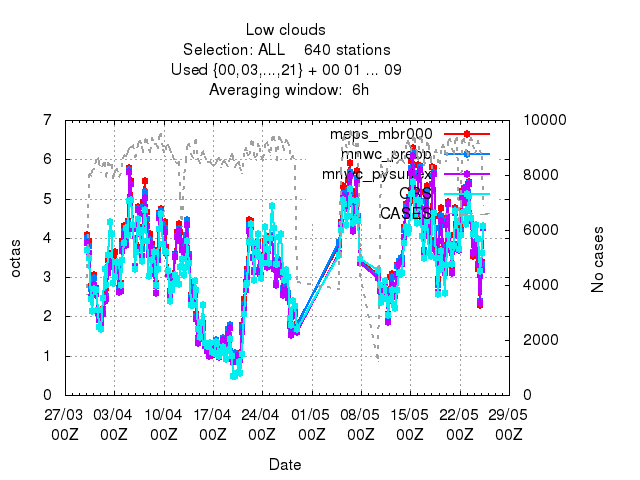 Low clouds
Selection: ALL    640 stations
Used {00,03,...,21} + 00 01 ... 09
Averaging window:  6h
7
6
5
4
3
2
1
0
octas
10000
8000
6000
4000
2000
0
No cases
meps_mbr000
mnwc_preop
mnwc_pysurfex
CASES
27/03 03/04 10/04 17/04 24/04 01/05 08/05 15/05 22/05 29/05
00Z 00Z 00Z 00Z 00Z 00Z 00Z 00Z 00Z 00Z
Date